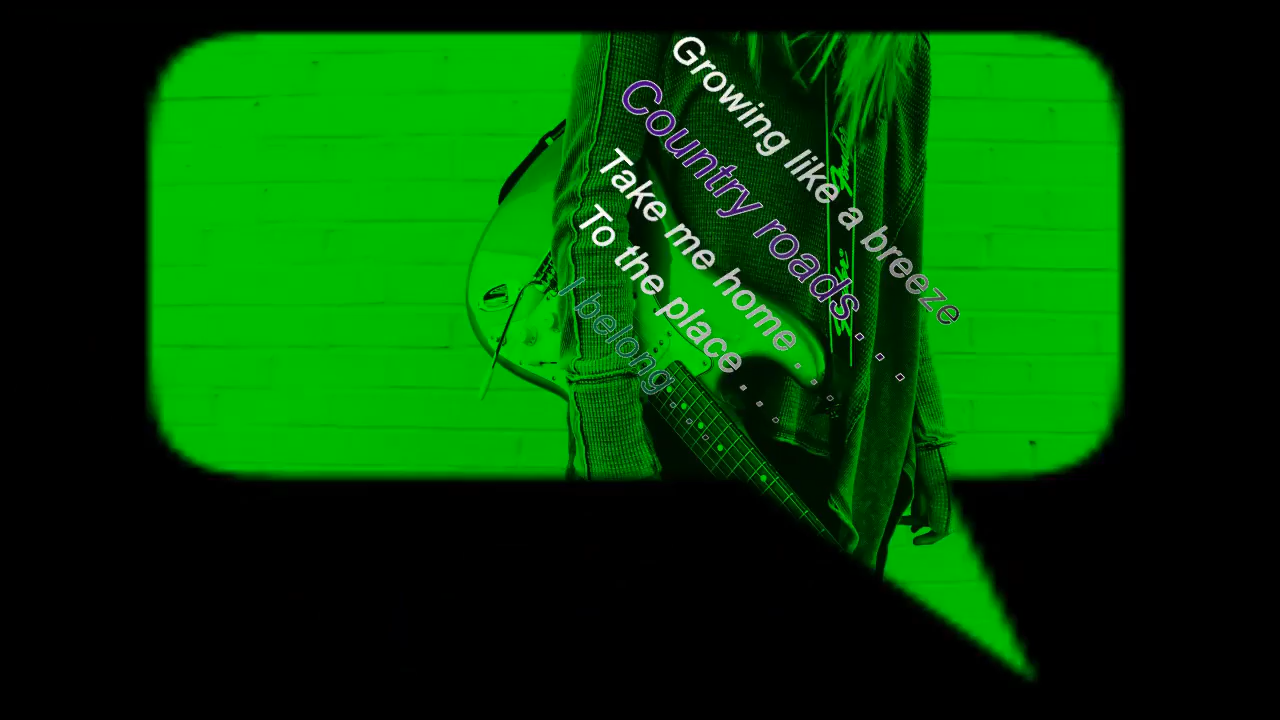 Growing like a breeze
Country roads . . .
Take me home . . .
To the place . . .
I belong. . .